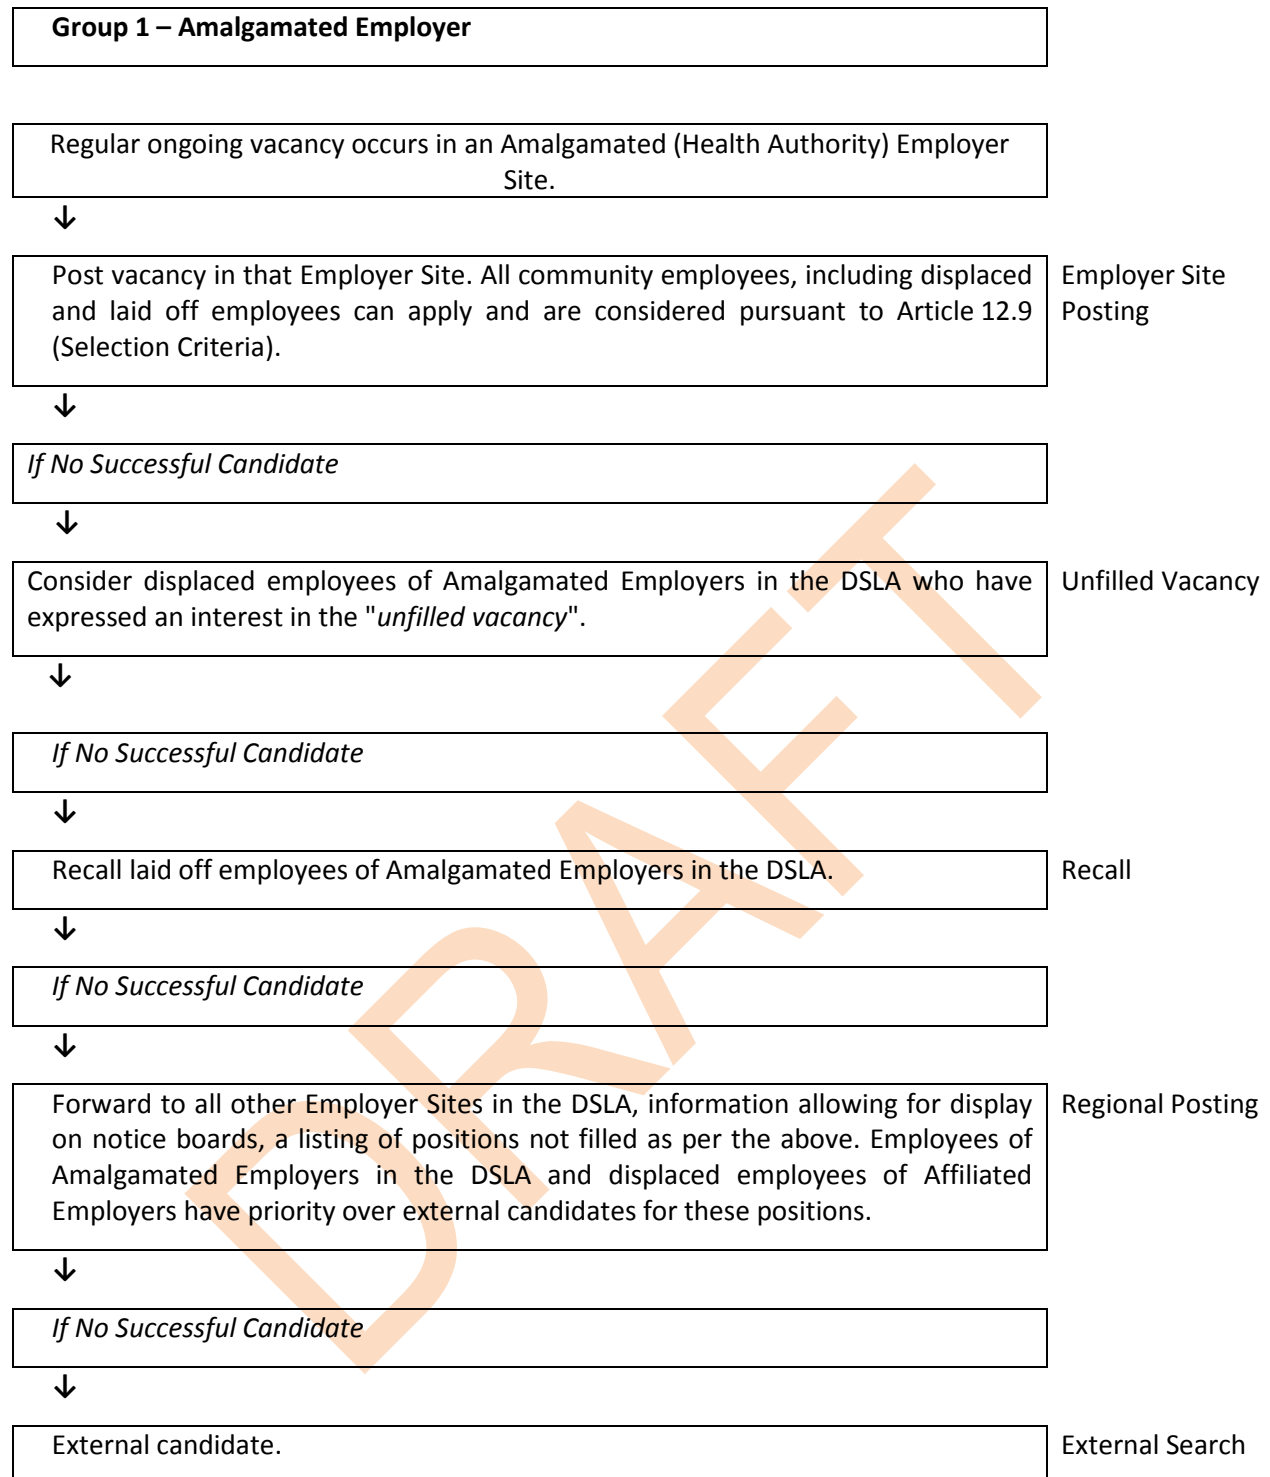 Group 1 – Amalgamated Employer
Regular ongoing vacancy occurs in an Amalgamated (Health Authority) Employer
Site.
↓
Post vacancy in that Employer Site. All community employees, including displaced
and laid off employees can apply and are considered pursuant to Article 12.9
(Selection Criteria).
Employer Site
Posting
↓
If No Successful Candidate
↓
Consider displaced employees of Amalgamated Employers in the DSLA who have
expressed an interest in the "unfilled vacancy".
Unfilled Vacancy
↓
If No Successful Candidate
↓
Recall laid off employees of Amalgamated Employers in the DSLA.
Recall
↓
If No Successful Candidate
↓
Forward to all other Employer Sites in the DSLA, information allowing for display
on notice boards, a listing of positions not filled as per the above. Employees of
Amalgamated Employers in the DSLA and displaced employees of Affiliated
Employers have priority over external candidates for these positions.
Regional Posting
↓
If No Successful Candidate
↓
External candidate.
External Search
DRAFT